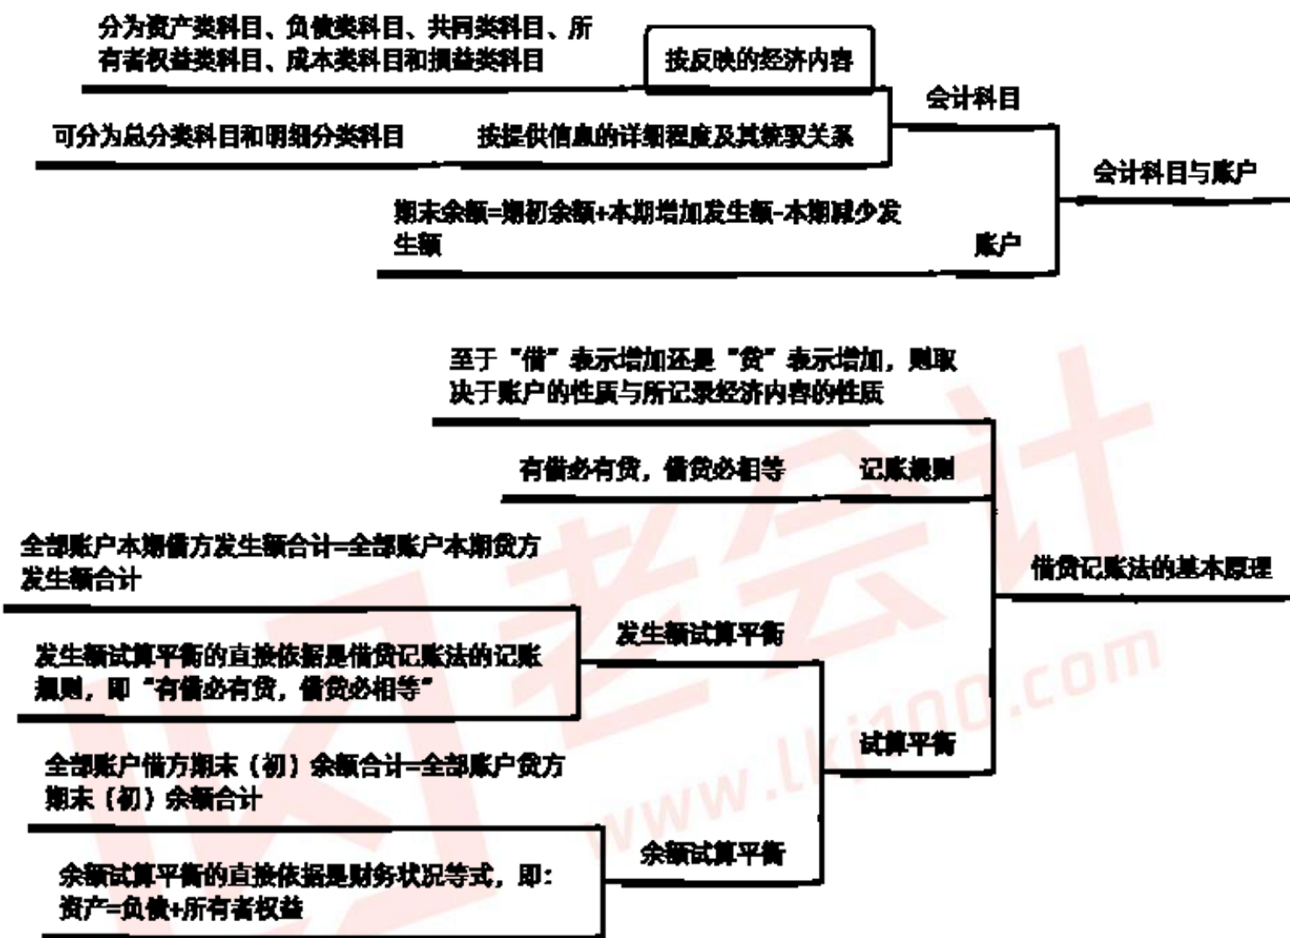 分为资产类科目、负债类科目、共同类科目、所
有者权益类科目、成本类科目和损益类科目
按反映的经济内容
会计科目
可分为总分类科目和明细分类科目
按提供信息的详细程度及其统驭关系
会计科目与账户
期末余额=期初余额+本期增加发生额-本期减少发
生额
账户
至于“借”表示增加还是“贷”表示增加，则取
决于账户的性质与所记录经济内容的性质
有借必有贷，借贷必相等
记账规则
全部账户本期借方发生额合计=全部账户本期贷方
发生额合计
借贷记账法的基本原理
发生额试算平衡
发生额试算平衡的直接依据是借贷记账法的记账
规则，即“有借必有贷，借贷必相等”
试算平衡
全部账户借方期末（初）余额合计=全部账户贷方
期末（初）余额合计
余额试算平衡
余额试算平衡的直接依据是财务状况等式，即：
资产=负债+所有者权益
老会计
www.lkj100.com